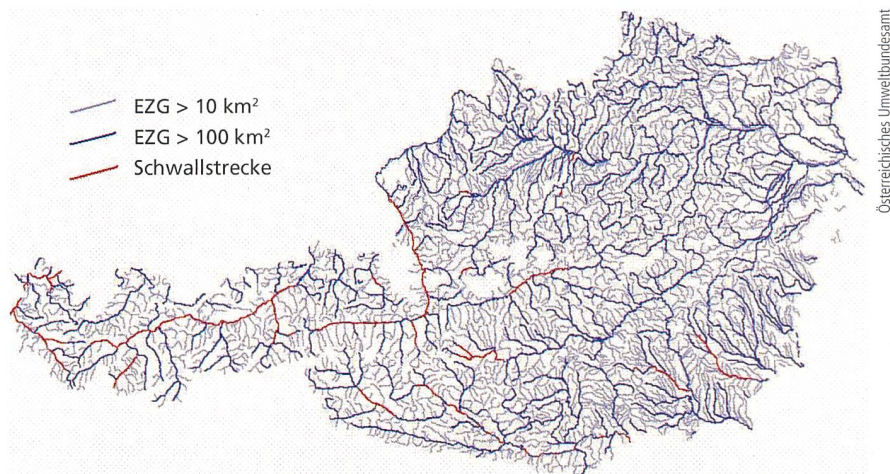 EZG > 10 km²
EZG > 100 km²
Schwallstrecke
Österreichisches Umweltbundesamt